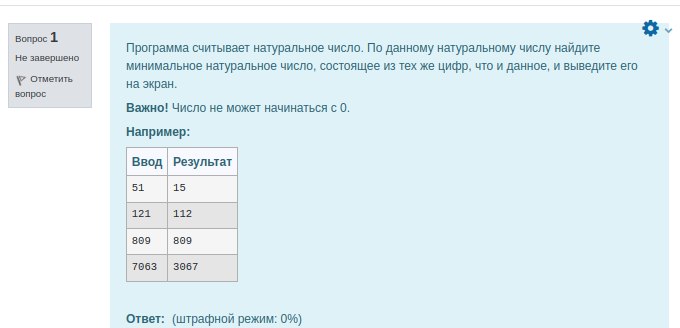 Вопрос 1
Не завершено
Отметить
вопрос
Программа считывает натуральное число. По данному натуральному числу найдите
минимальное натуральное число, состоящее из тех же цифр, что и данное, и выведите его
на экран.
Важно! Число не может начинаться с 0.
Например:
Ввод Результат
51 15
121 112
809 809
7063 3067
Ответ: (штрафной режим: 0%)